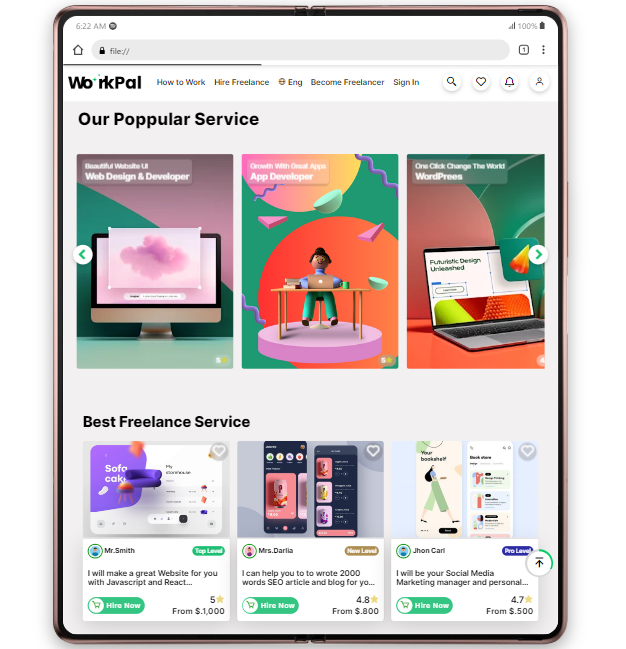 6:22 AM
100%
file://
1
WorkPal
How to Work Hire Freelance Eng Become Freelancer Sign In
Our Poppular Service
Beautiful Website UI
Web Design & Developer
Growth With Great Apps
App Developer
One Click Change The World
WordPrees
Futuristic Design
Unleashed
5
5
Best Freelance Service
Sofa
cake
My
storehouse
Your
bookshelf
Book store
Mr.Smith
Top Level
I will make a great Website for you
with Javascript and React...
5
Hire Now
From $.1,000
Mrs.Darlia
New Level
I can help you to to wrote 2000
words SEO article and blog for yo...
4.8
Hire Now
From $.800
Jhon Carl
Pro Level
I will be your Social Media
Marketing manager and personal...
4.7
Hire Now
From $.500